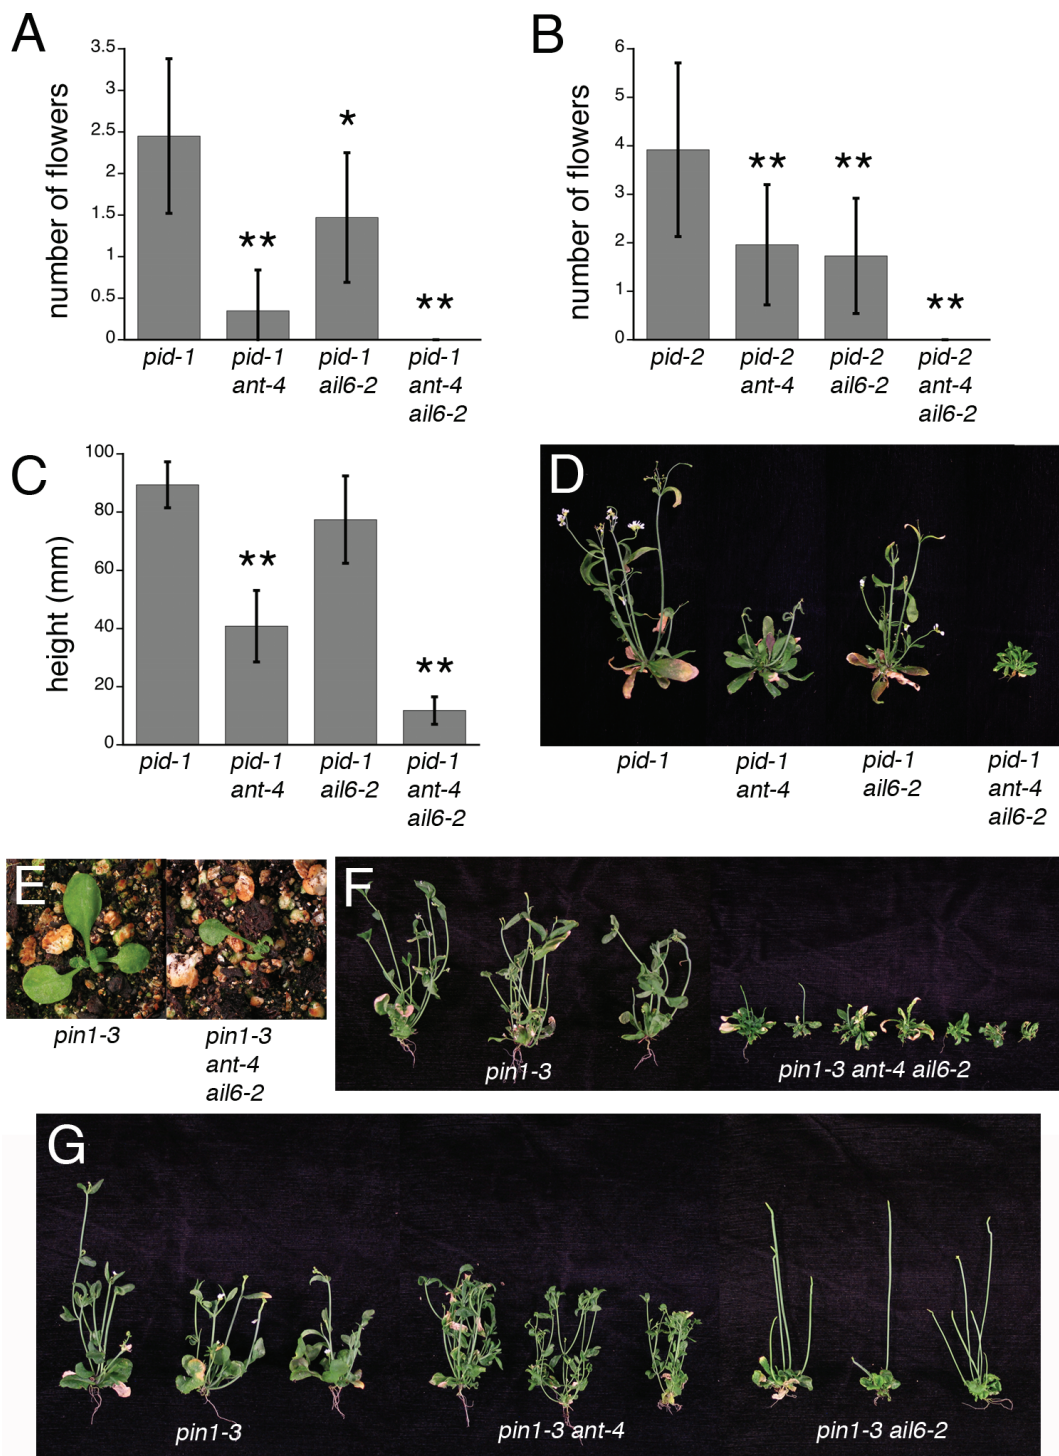 A
3.5
3
2.5
2
1.5
1
0.5
0
number of flowers
**
*
**
pid-1
pid-1
ant-4
pid-1
ail6-2
pid-1
ant-4
ail6-2
B
6
5
4
3
2
1
0
number of flowers
**
**
**
pid-2
pid-2
ant-4
pid-2
ail6-2
pid-2
ant-4
ail6-2
C
100
80
60
40
20
0
height (mm)
**
**
pid-1
pid-1
ant-4
pid-1
ail6-2
pid-1
ant-4
ail6-2
D
pid-1
pid-1
ant-4
pid-1
ail6-2
pid-1
ant-4
ail6-2
E
pin1-3
pin1-3
ant-4
ail6-2
F
pin1-3
pin1-3 ant-4 ail6-2
G
pin1-3
pin1-3 ant-4
pin1-3 ail6-2